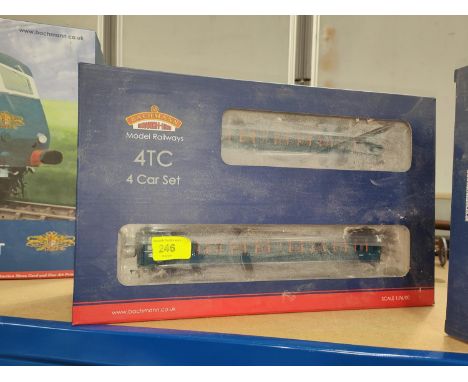 www.bachmann.co.uk
BACHMANN
Model Railways
4TC
4 Car Set
246
www.bachmann.co.uk
SCALE 1:76/OO